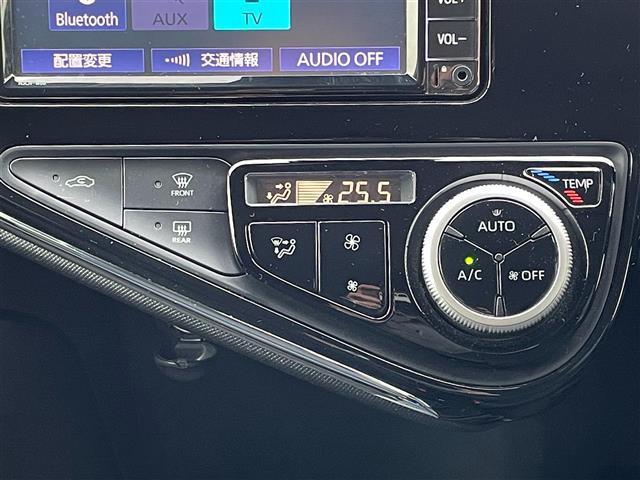 Bluetooth
AUX
TV
VOL+
VOL−
配置変更
交通情報
AUDIO OFF
FRONT
REAR
25.5
TEMP
AUTO
A/C
OFF